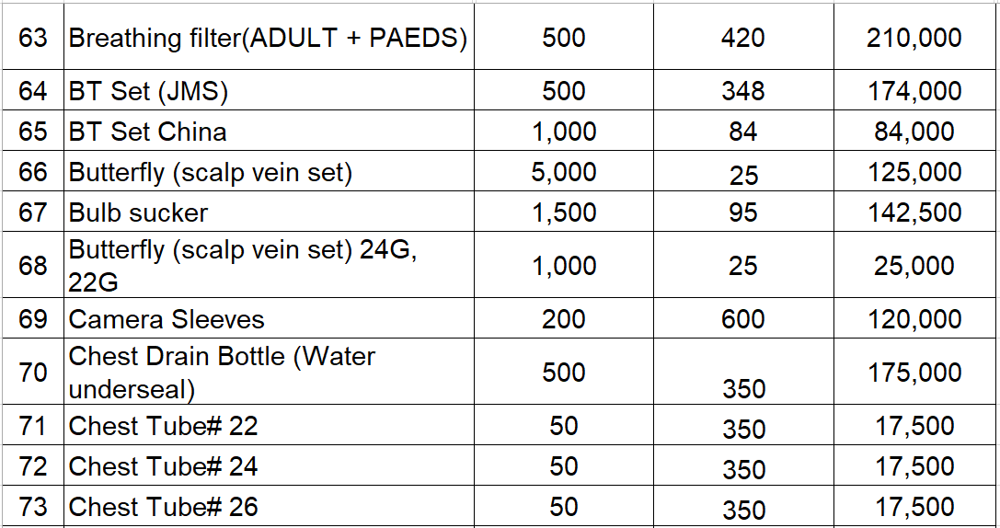 63 Breathing filter(ADULT + PAEDS) 500 420 210,000
64 BT Set (JMS) 500 348 174,000
65 BT Set China 1,000 84 84,000
66 Butterfly (scalp vein set) 5,000 25 125,000
67 Bulb sucker 1,500 95 142,500
68 Butterfly (scalp vein set) 24G,
22G 1,000 25 25,000
69 Camera Sleeves 200 600 120,000
70 Chest Drain Bottle (Water
underseal) 500 350 175,000
71 Chest Tube# 22 50 350 17,500
72 Chest Tube# 24 50 350 17,500
73 Chest Tube# 26 50 350 17,500